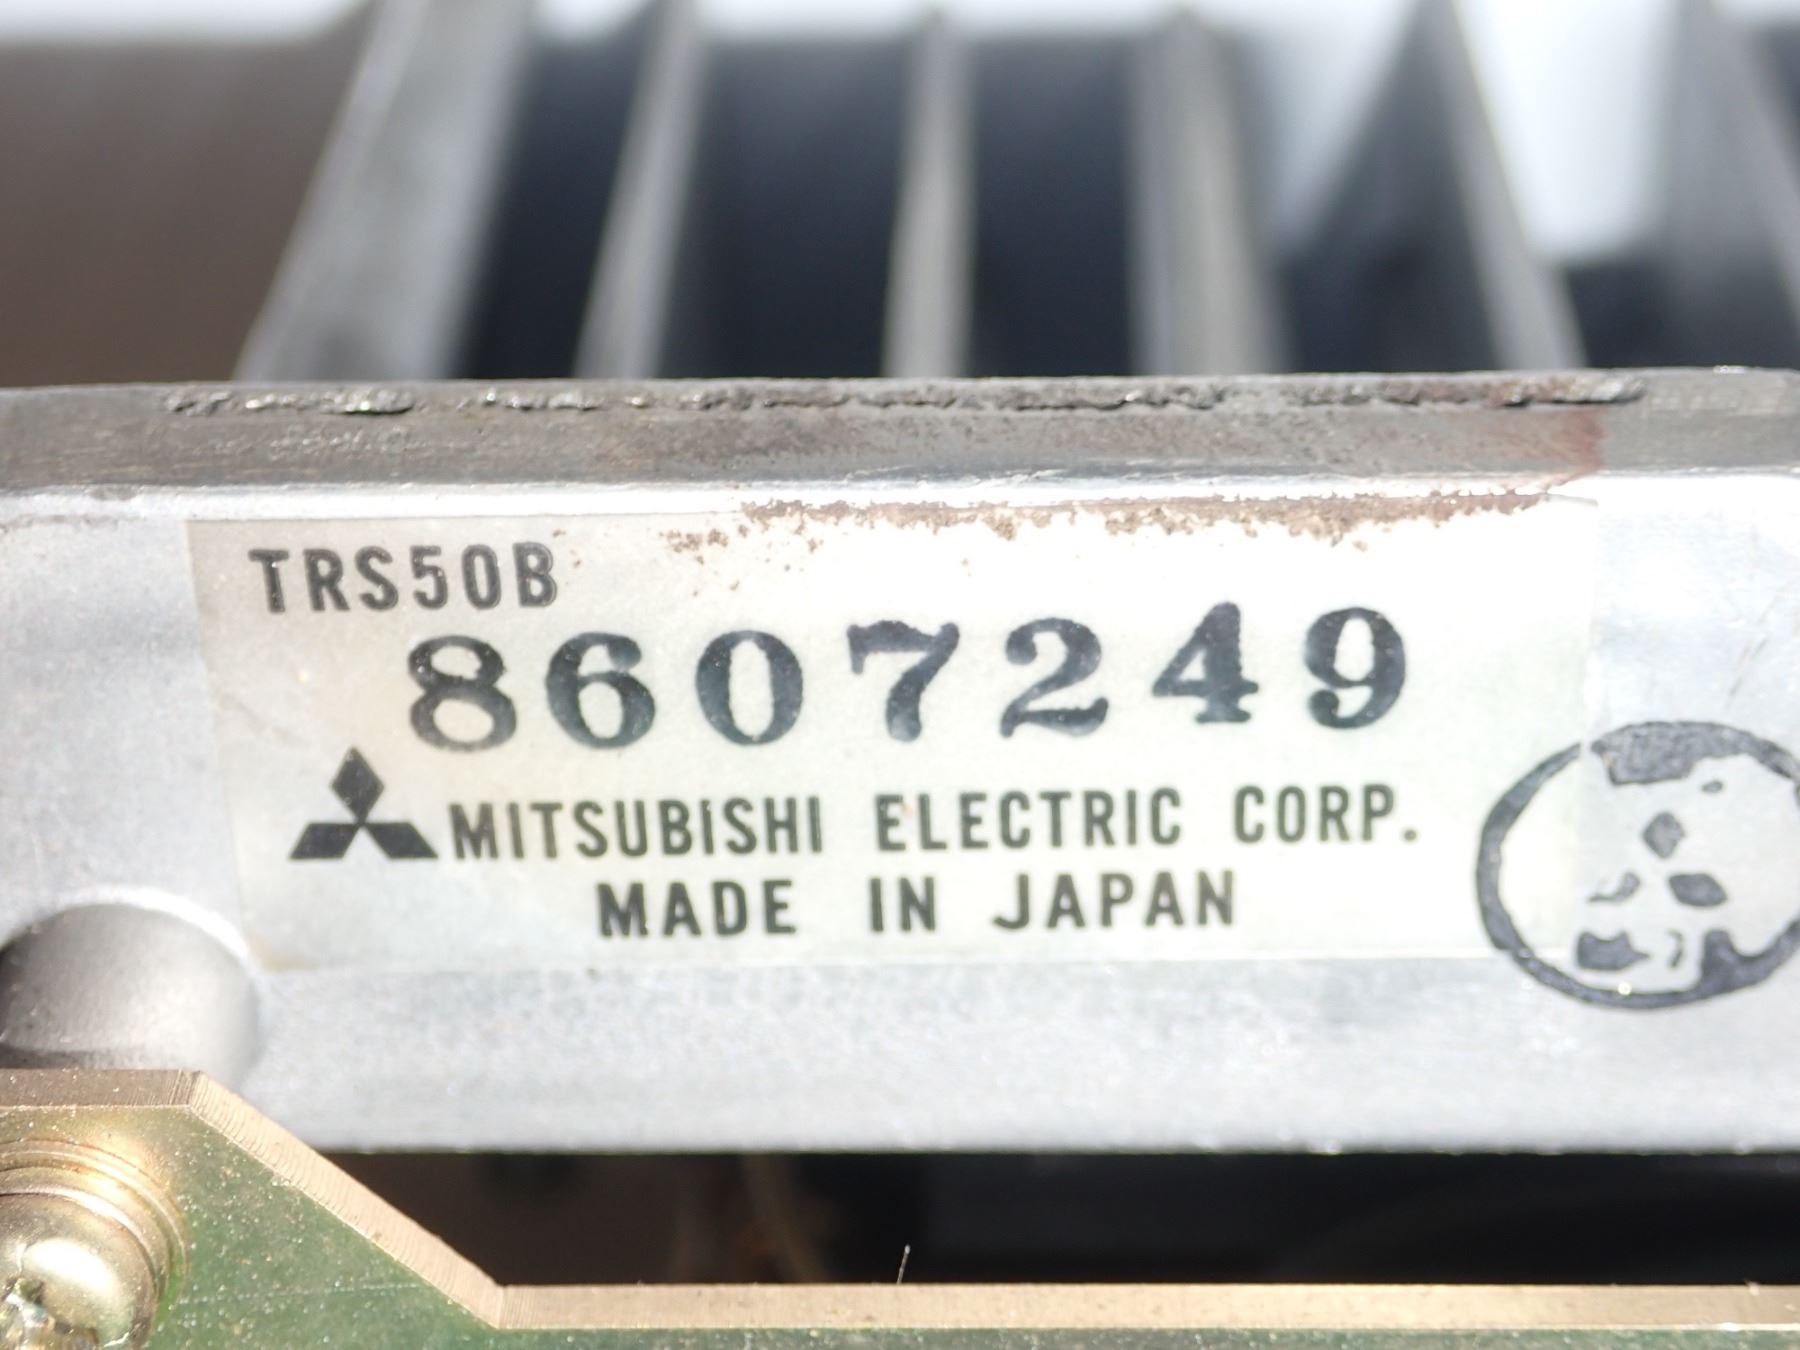 TRS50B
8607249
MITSUBISHI ELECTRIC CORP.
MADE IN JAPAN